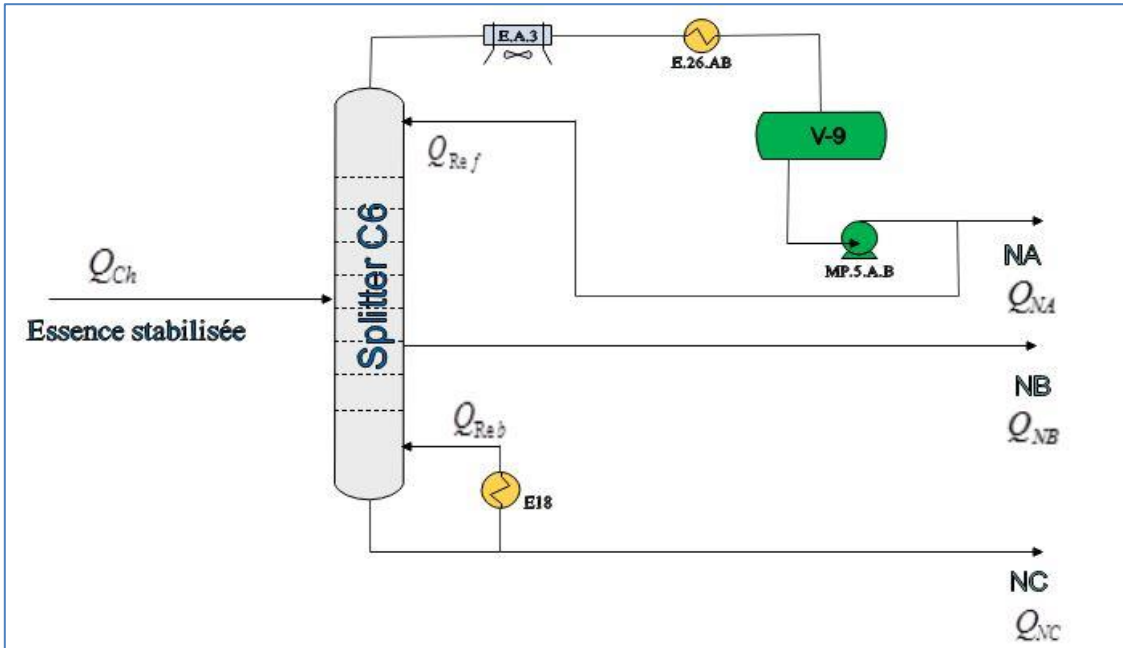 E.A.3
E.26.AB
V-9
Q_Ref
Splitter C6
Q_Ch
MP.5.A.B
NA
Essence stabilisée
Q_NA
NB
Q_Reb
Q_NB
E18
NC
Q_NC